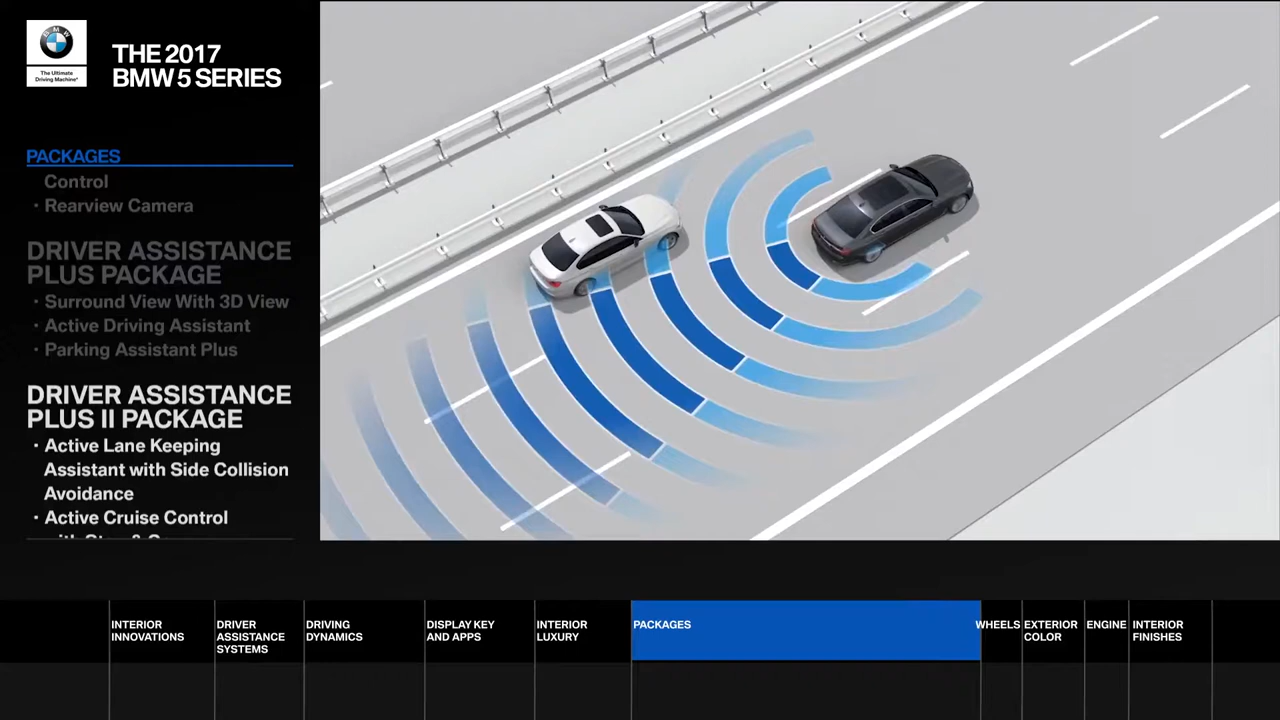 BMW
The Ultimate
Driving Machine®
THE 2017
BMW 5 SERIES
PACKAGES
Control
· Rearview Camera
DRIVER ASSISTANCE
PLUS PACKAGE
· Surround View With 3D View
· Active Driving Assistant
· Parking Assistant Plus
DRIVER ASSISTANCE
PLUS II PACKAGE
· Active Lane Keeping
Assistant with Side Collision
Avoidance
· Active Cruise Control
INTERIOR
INNOVATIONS
DRIVER
ASSISTANCE
SYSTEMS
DRIVING
DYNAMICS
DISPLAY KEY
AND APPS
INTERIOR
LUXURY
PACKAGES
WHEELS
EXTERIOR
COLOR
ENGINE
INTERIOR
FINISHES